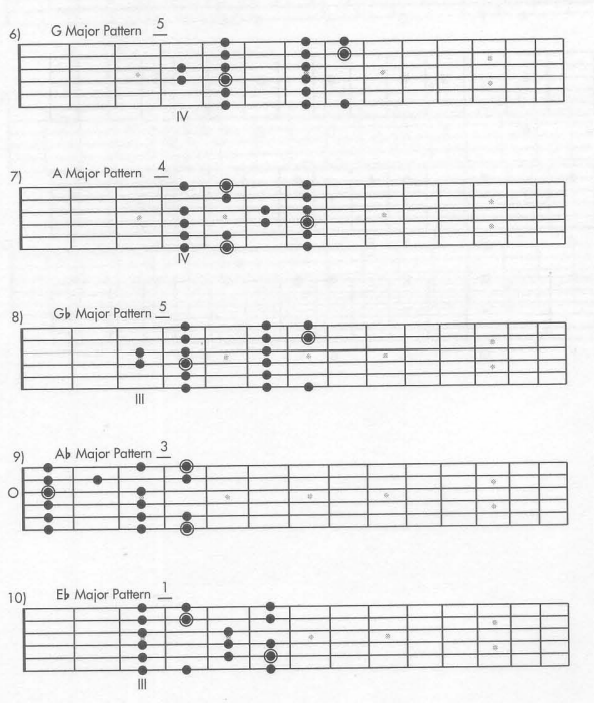 6) G Major Pattern 5
IV
7) A Major Pattern 4
IV
8) G♭ Major Pattern 5
III
9) A♭ Major Pattern 3
10) E♭ Major Pattern 1
III